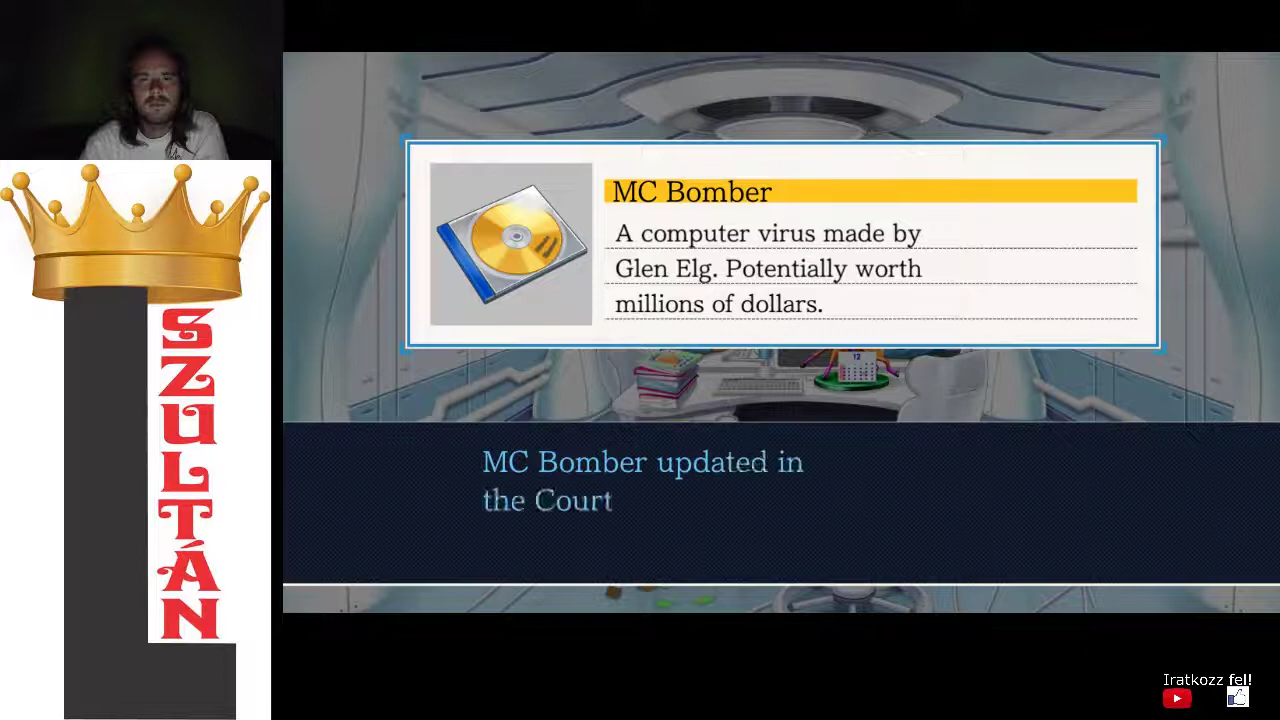 L
SZULTÁN
MC Bomber
A computer virus made by
Glen Elg. Potentially worth
millions of dollars.
12
MC Bomber updated in
the Court
Iratkozz fel!